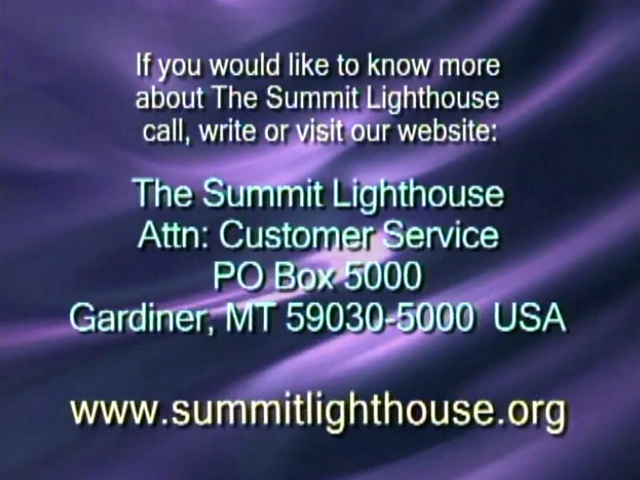 If you would like to know more
about The Summit Lighthouse
call, write or visit our website:
The Summit Lighthouse
Attn: Customer Service
PO Box 5000
Gardiner, MT 59030-5000 USA
www.summitlighthouse.org